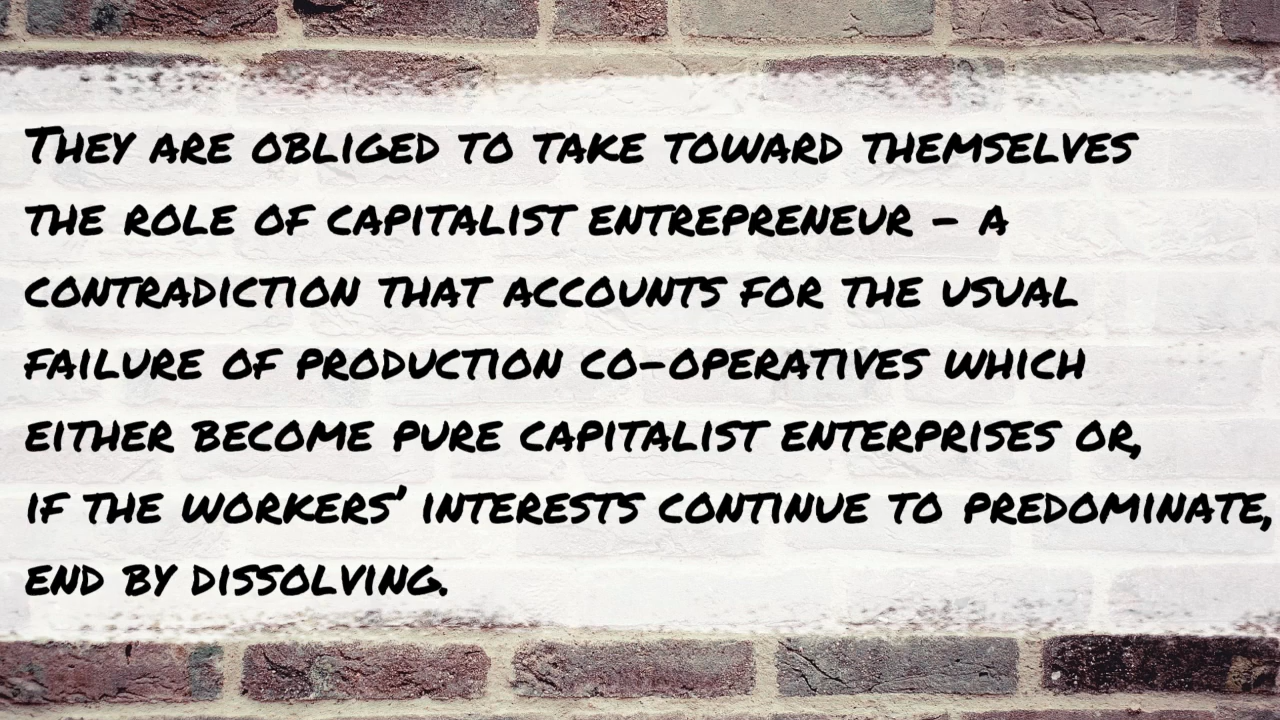 They are obliged to take toward themselves
the role of capitalist entrepreneur – a
contradiction that accounts for the usual
failure of production co-operatives which
either become pure capitalist enterprises or,
if the workers' interests continue to predominate,
end by dissolving.